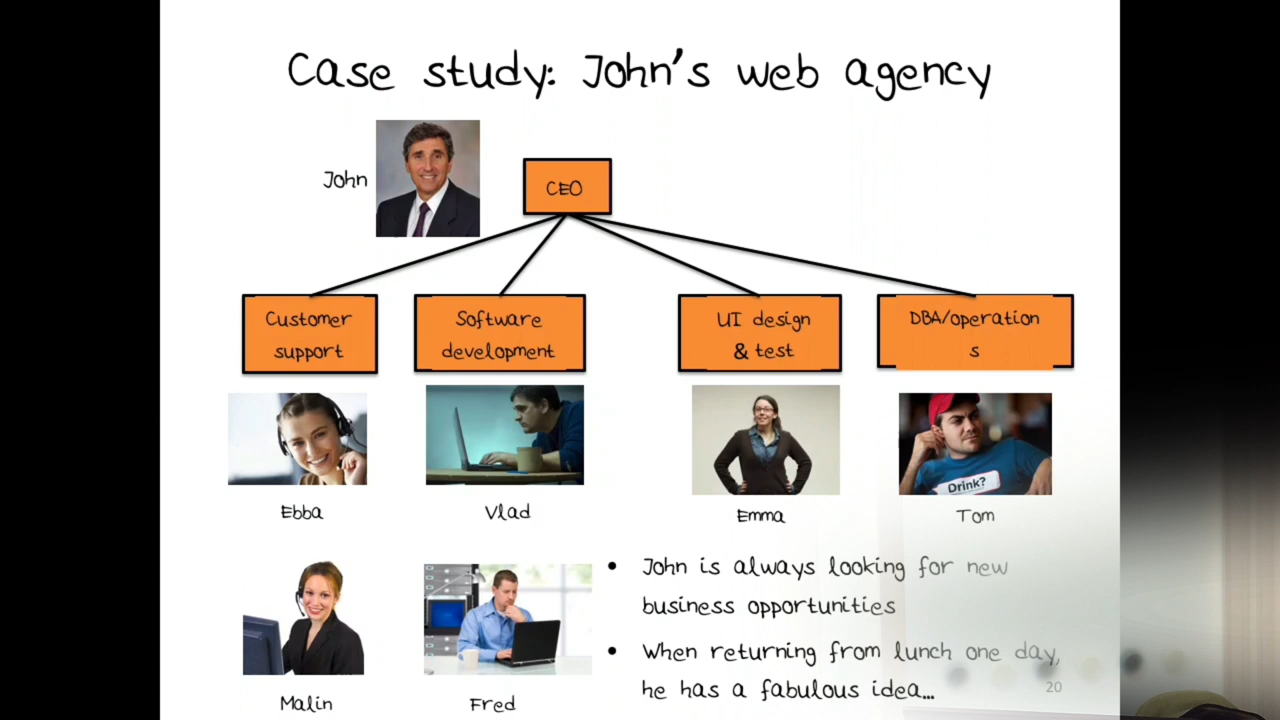 Case study: John's web agency
John
CEO
Customer
support
Software
development
UI design
& test
DBA/operation
s
Drink?
Ebba
Vlad
Emma
Tom
Malin
Fred
• John is always looking for new
business opportunities
• When returning from lunch one day,
he has a fabulous idea...
20